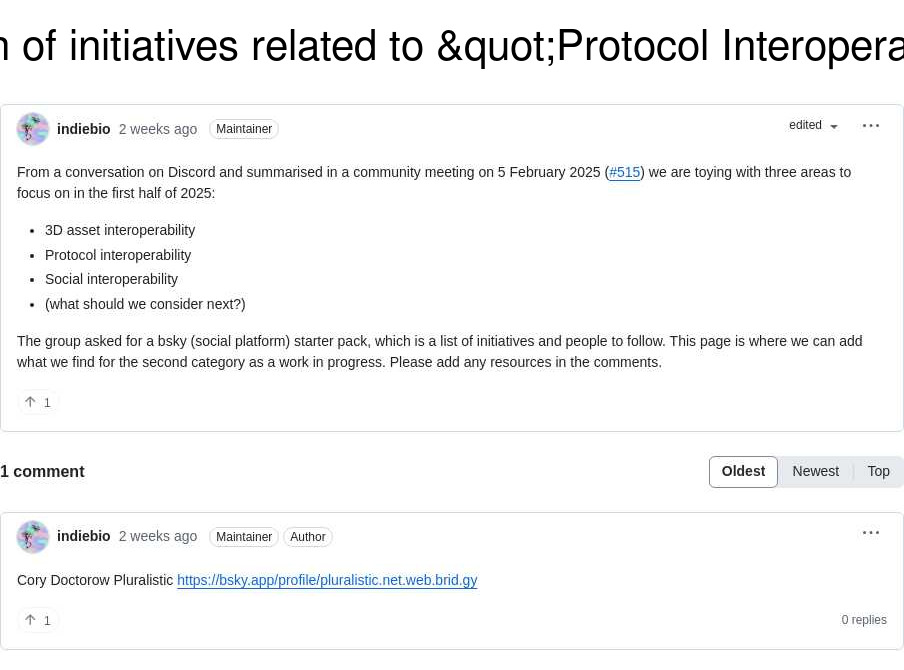 of initiatives related to &quot;Protocol Interopera
indiebio 2 weeks ago Maintainer edited
From a conversation on Discord and summarised in a community meeting on 5 February 2025 (#515) we are toying with three areas to
focus on in the first half of 2025:
3D asset interoperability
Protocol interoperability
Social interoperability
(what should we consider next?)
The group asked for a bsky (social platform) starter pack, which is a list of initiatives and people to follow. This page is where we can add
what we find for the second category as a work in progress. Please add any resources in the comments.
1
1 comment
Oldest Newest Top
indiebio 2 weeks ago Maintainer Author
Cory Doctorow Pluralistic https://bsky.app/profile/pluralistic.net.web.brid.gy
1 0 replies